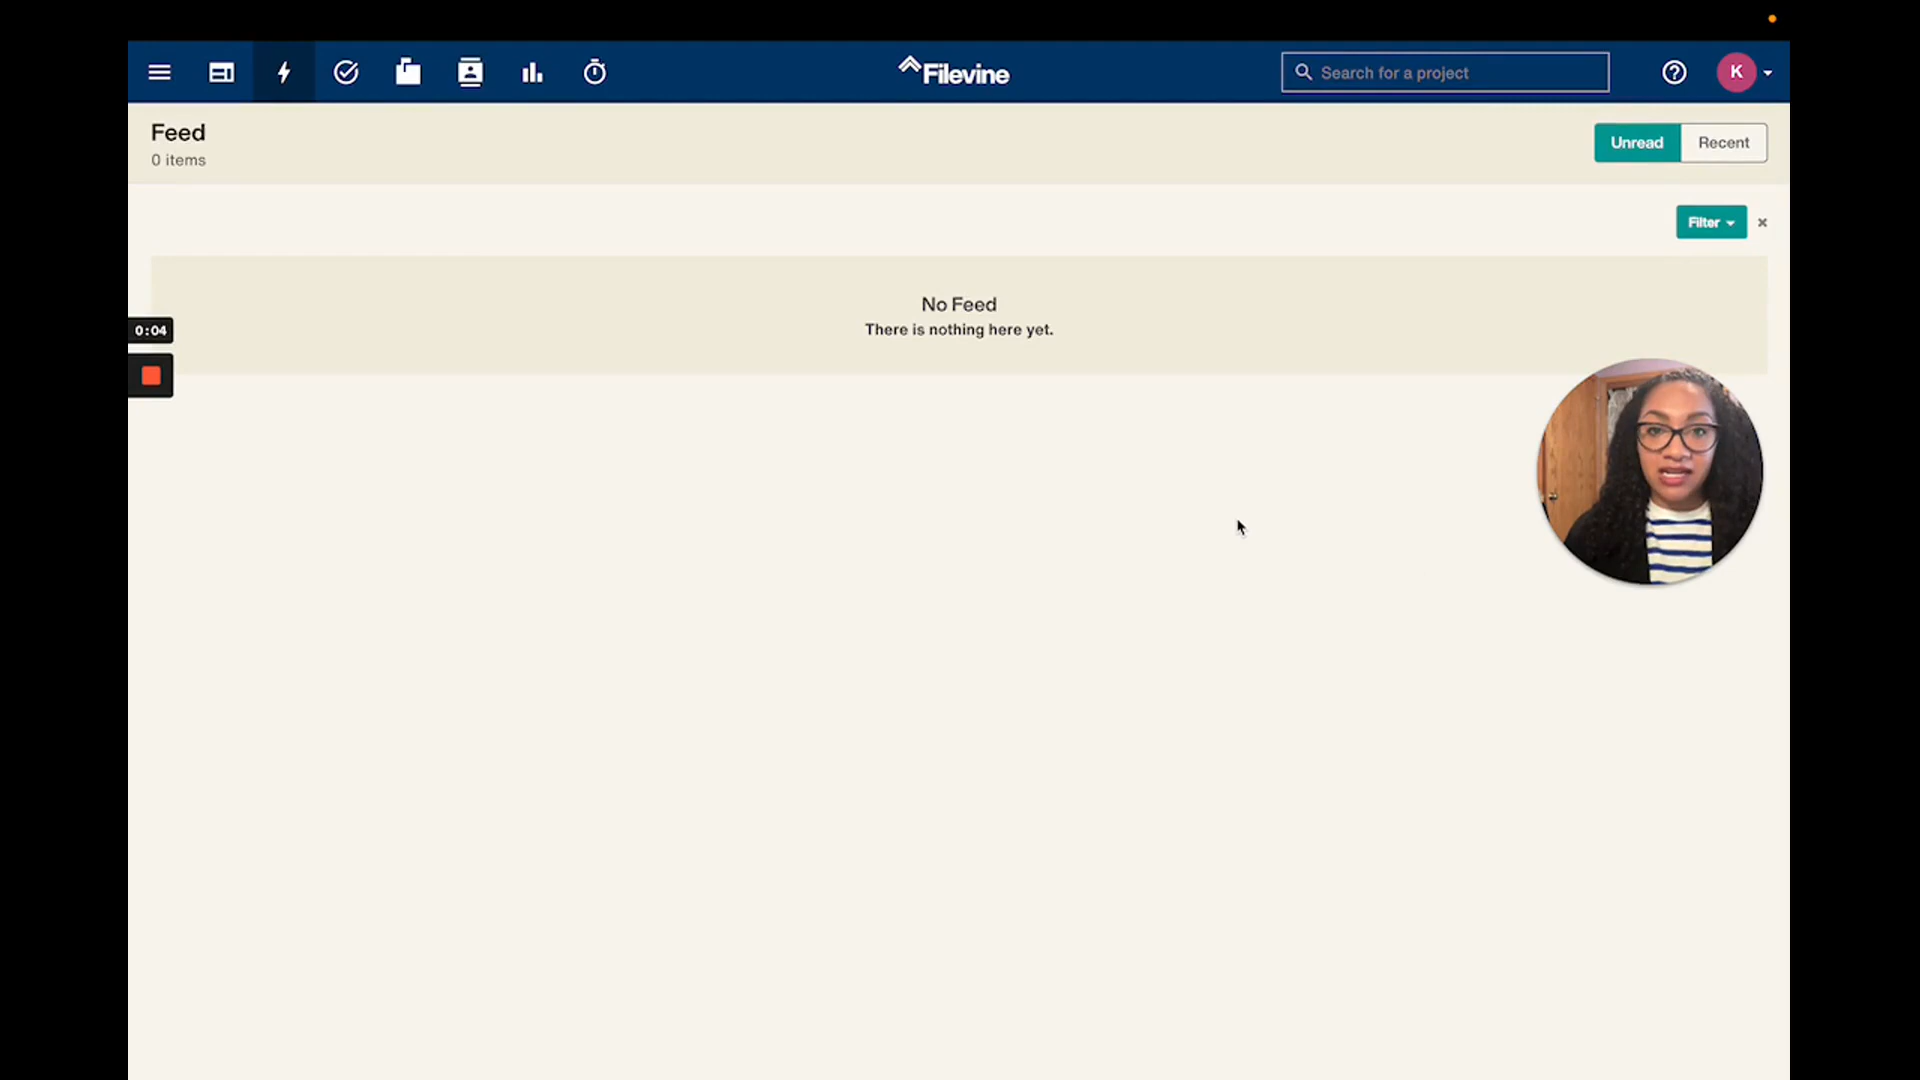 Filevine
Search for a project
K
Feed
0 items
Unread
Recent
Filter
No Feed
There is nothing here yet.
0:04